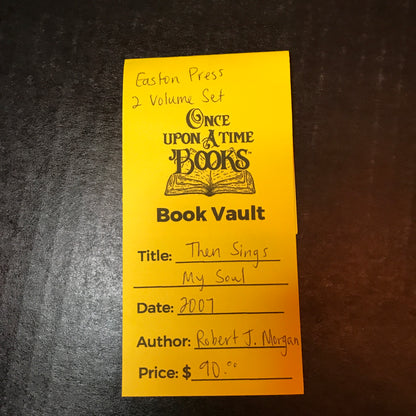 Easton Press
2 Volume Set
ONCE
UPON A TIME
BOOKS™
Book Vault
Title: Then Sings
My Soul
Date: 2007
Author: Robert J. Morgan
Price: $ 90.00